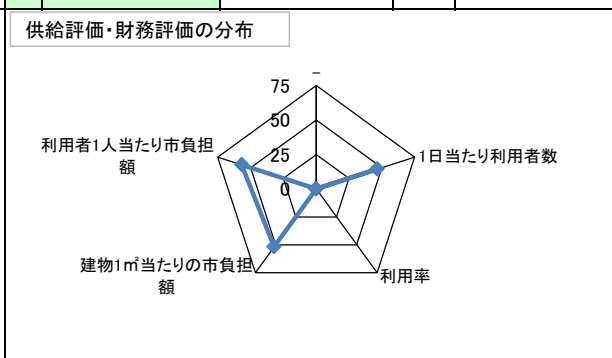 供給評価・財務評価の分布
－
75
50
25
0
1日当たり利用者数
利用率
建物1㎡当たりの市負担
額
利用者1人当たり市負担
額